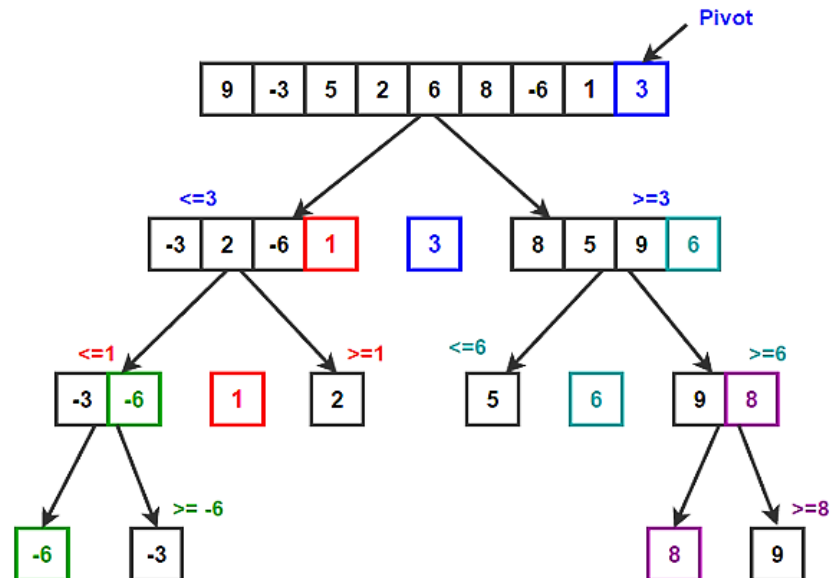 Pivot
9 -3 5 2 6 8 -6 1 3
<=3 >=3
-3 2 -6 1 3 8 5 9 6
<=1 >=1 <=6 >=6
-3 -6 1 2 5 6 9 8
>= -6 >=8
-6 -3 8 9